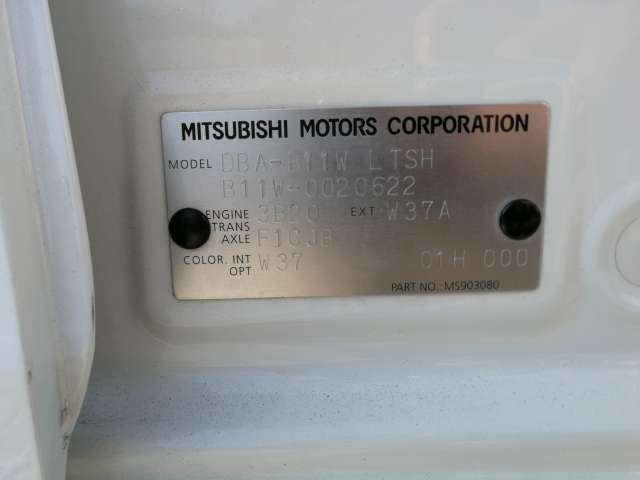 MITSUBISHI MOTORS CORPORATION
MODEL DBA-B11W LTSH
B11W-0020622
ENGINE 3B20 EXT W37A
TRANS
AXLE F1CJB
COLOR. INT W37 01H 000
OPT
PART NO. MS903080